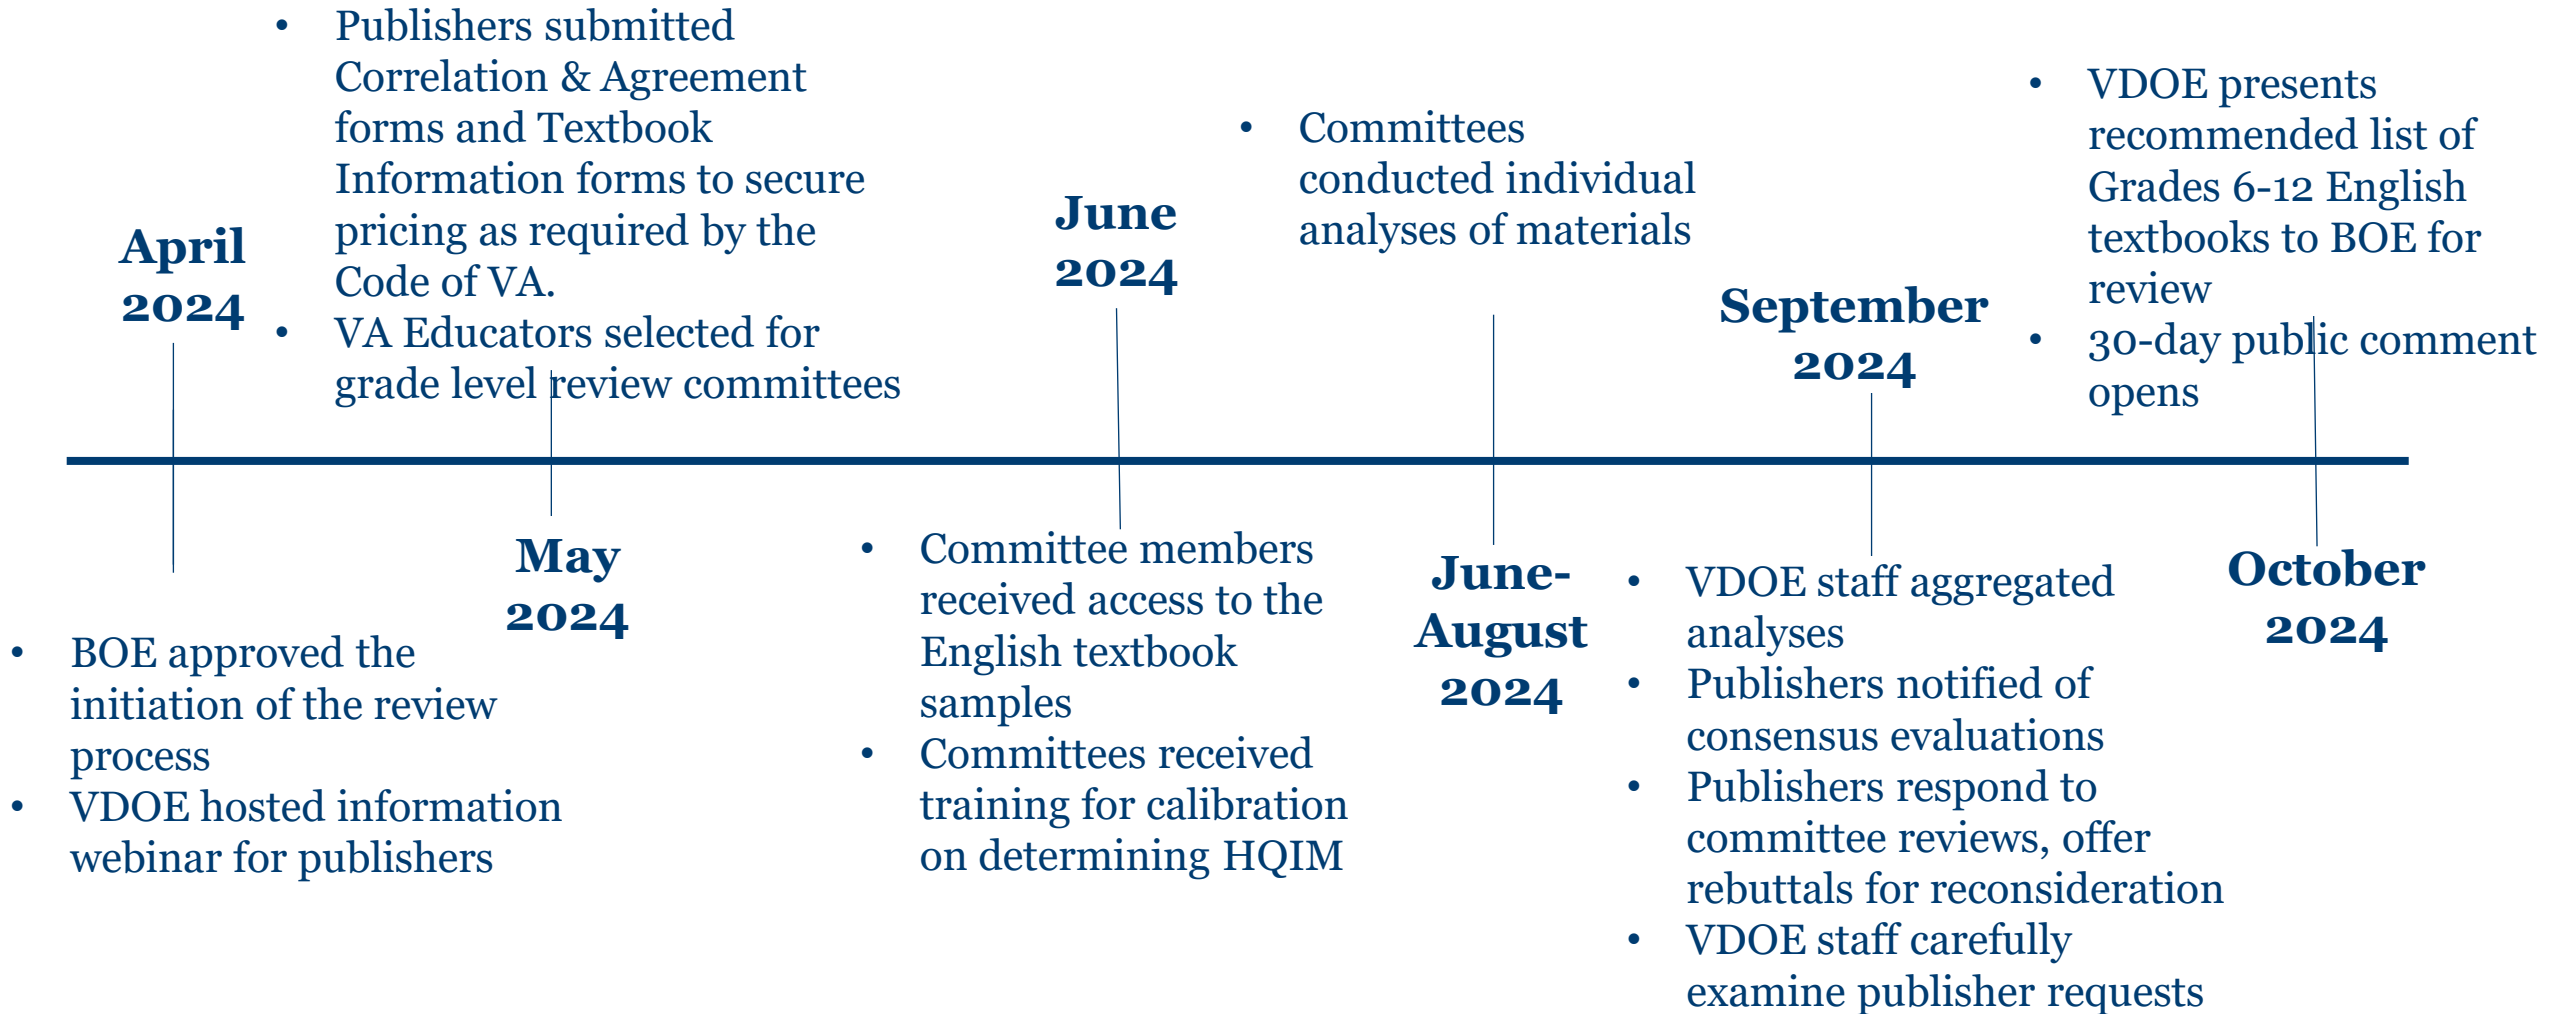 April
2024
• BOE approved the
initiation of the review
process
• VDOE hosted information
webinar for publishers
• Publishers submitted
Correlation & Agreement
forms and Textbook
Information forms to secure
pricing as required by the
Code of VA.
• VA Educators selected for
grade level review committees
May
2024
June
2024
• Committee members
received access to the
English textbook
samples
• Committees received
training for calibration
on determining HQIM
• Committees
conducted individual
analyses of materials
June-
August
2024
September
2024
• VDOE staff aggregated
analyses
• Publishers notified of
consensus evaluations
• Publishers respond to
committee reviews, offer
rebuttals for reconsideration
• VDOE staff carefully
examine publisher requests
• VDOE presents
recommended list of
Grades 6-12 English
textbooks to BOE for
review
• 30-day public comment
opens
October
2024